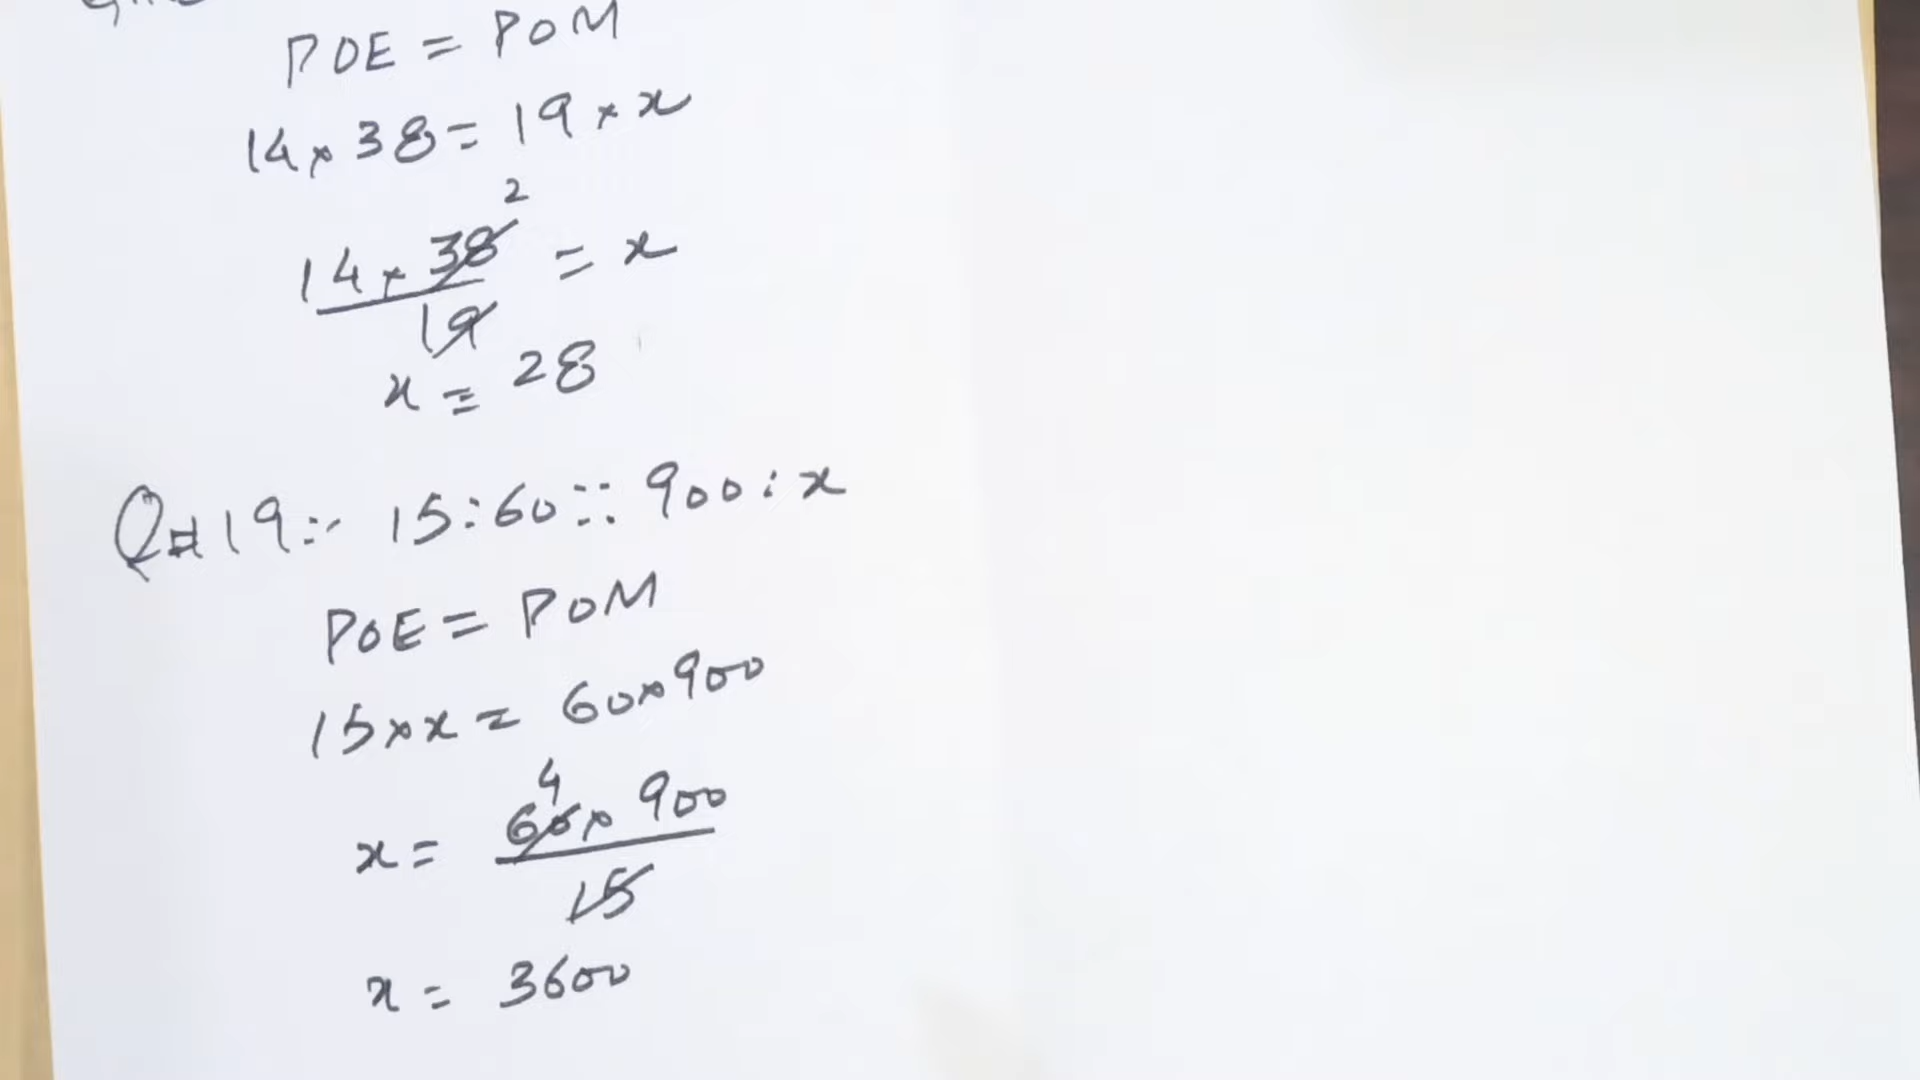 POE = POM
14 × 38 = 19 × x
2
14 × 38 = x
19
x = 28
Q#19:- 15:60::900:x
POE = POM
15 × x = 60 × 900
4
x = 60 × 900
15
x = 3600